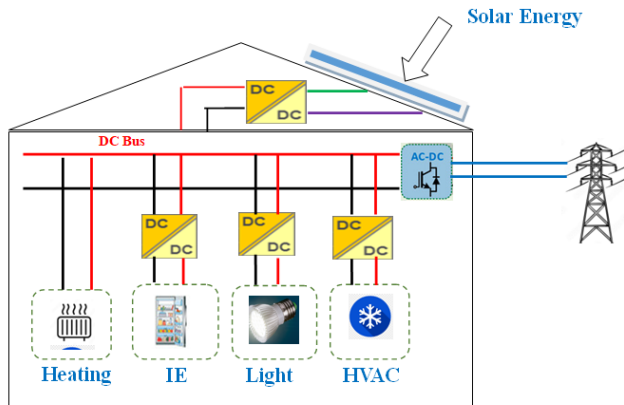 Solar Energy
DC
DC
DC Bus
AC-DC
DC
DC
DC
DC
DC
DC
Heating
IE
Light
HVAC